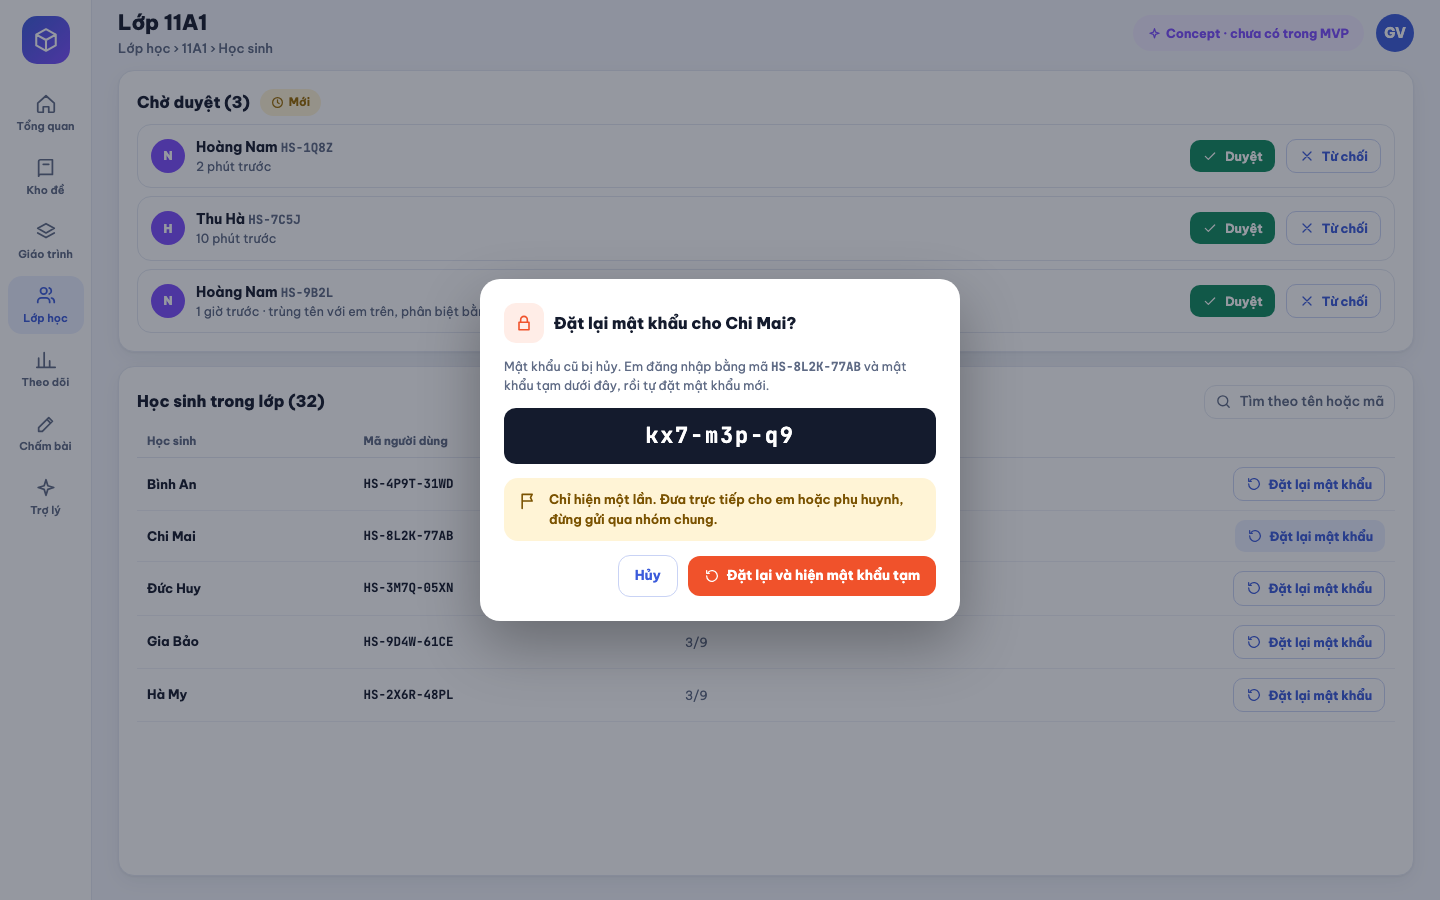 Lớp 11A1
Lớp học › 11A1 › Học sinh
Concept · chưa có trong MVP
GV
Tổng quan
Kho đề
Giáo trình
Lớp học
Theo dõi
Chấm bài
Trợ lý
Chờ duyệt (3)
Mới
N
Hoàng Nam HS-1Q8Z
2 phút trước
Duyệt
Từ chối
H
Thu Hà HS-7C5J
10 phút trước
Duyệt
Từ chối
N
Hoàng Nam HS-9B2L
1 giờ trước · trùng tên với em trên, phân biệt
Duyệt
Từ chối
Đặt lại mật khẩu cho Chi Mai?
Mật khẩu cũ bị hủy. Em đăng nhập bằng mã HS-8L2K-77AB và mật
khẩu tạm dưới đây, rồi tự đặt mật khẩu mới.
kx7-m3p-q9
Chỉ hiện một lần. Đưa trực tiếp cho em hoặc phụ huynh,
đừng gửi qua nhóm chung.
Hủy
Đặt lại và hiện mật khẩu tạm
Học sinh trong lớp (32)
Tìm theo tên hoặc mã
Học sinh
Mã người dùng
Bình An
HS-4P9T-31WD
Đặt lại mật khẩu
Chi Mai
HS-8L2K-77AB
Đặt lại mật khẩu
Đức Huy
HS-3M7Q-05XN
Đặt lại mật khẩu
Gia Bảo
HS-9D4W-61CE
3/9
Đặt lại mật khẩu
Hà My
HS-2X6R-48PL
3/9
Đặt lại mật khẩu